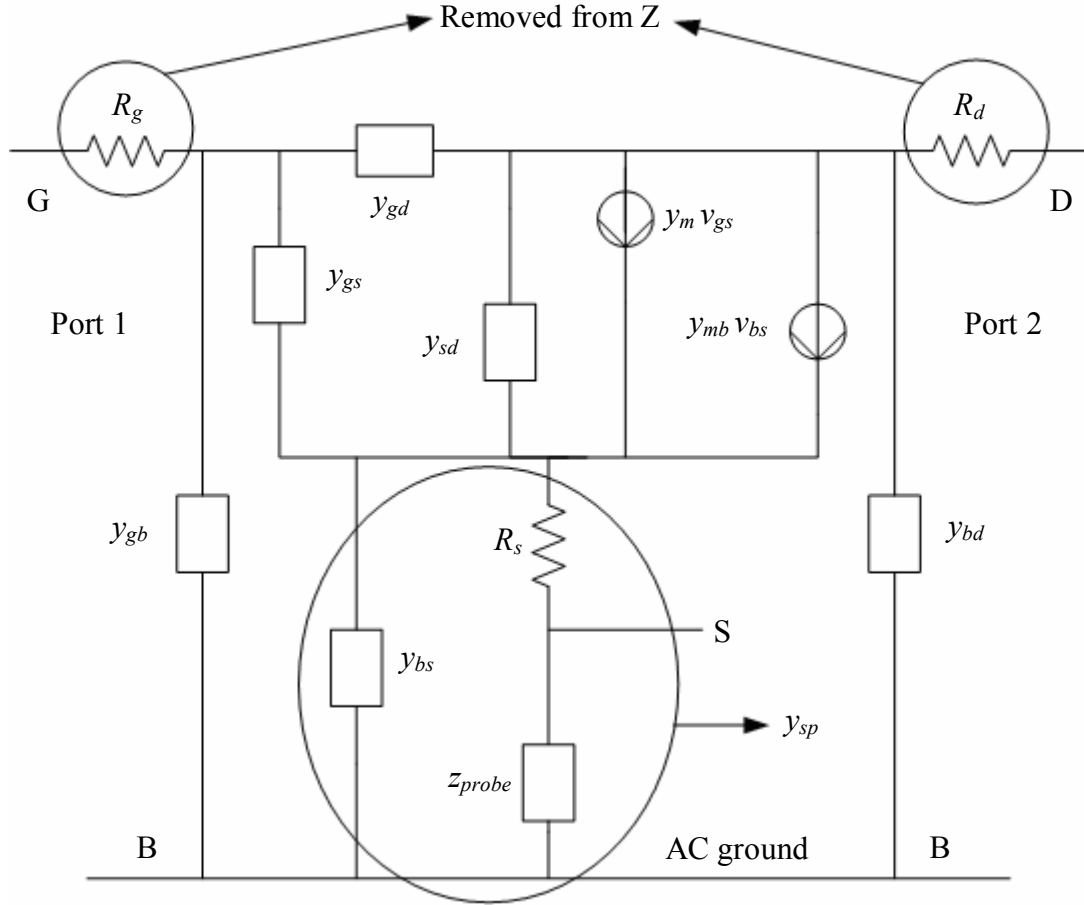 Removed from Z
Rg
Rd
G
D
ygd
ym vgs
ygs
Port 1
ysd
ymb vbs
Port 2
ygb
Rs
ybd
S
ybs
ysp
zprobe
B
AC ground
B